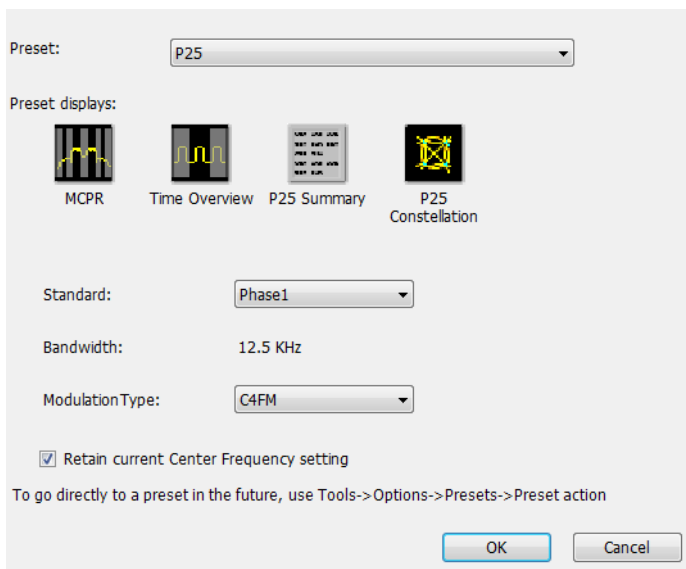 Preset:
P25
Preset displays:
MCPR
Time Overview
P25 Summary
P25
Constellation
Standard:
Phase1
Bandwidth:
12.5 KHz
ModulationType:
C4FM
Retain current Center Frequency setting
To go directly to a preset in the future, use Tools->Options->Presets->Preset action
OK
Cancel